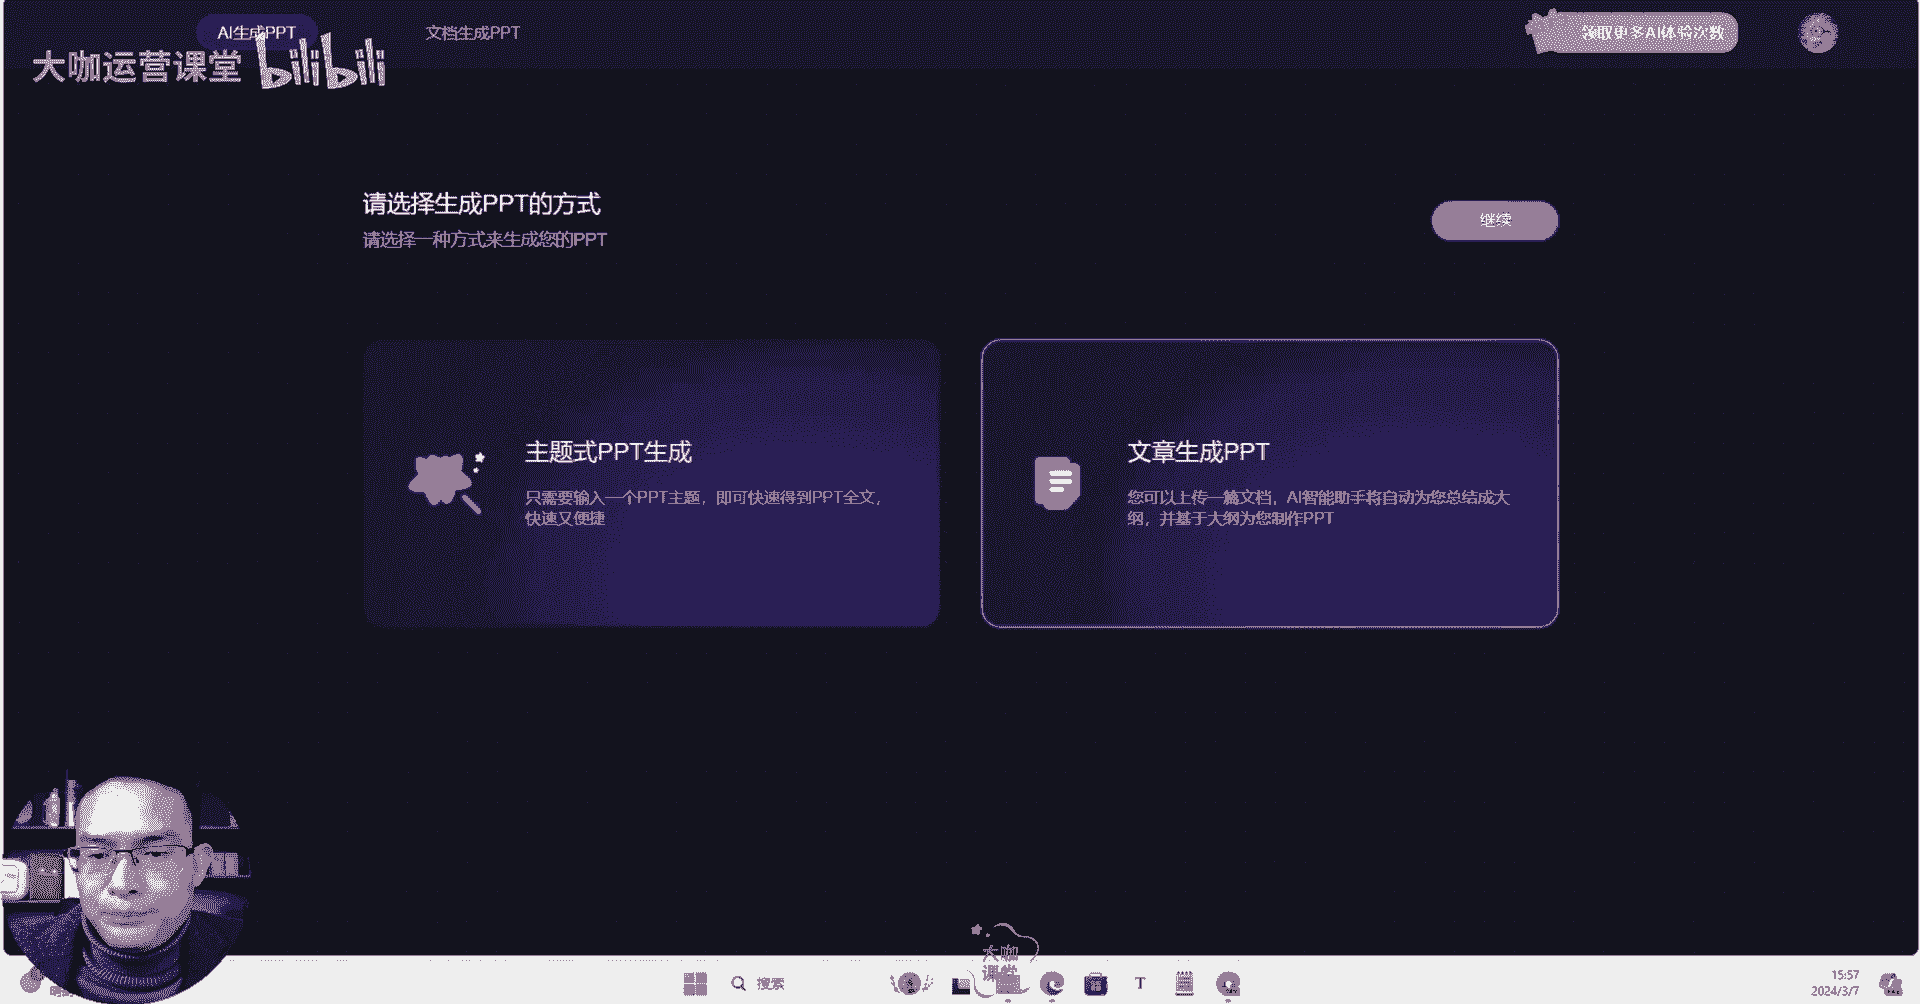 AI生成PPT
文档生成PPT
领取更多AI体验次数
大咖运营课堂
bilibili
请选择生成PPT的方式
请选择一种方式来生成您的PPT
继续
主题式PPT生成
只需要输入一个PPT主题，即可快速得到PPT全文，
快速又便捷
文章生成PPT
您可以上传一篇文档，AI智能助手将自动为您总结成大
纲，并基于大纲为您制作PPT
大咖
课堂
搜索
T
15:57
2024/3/7